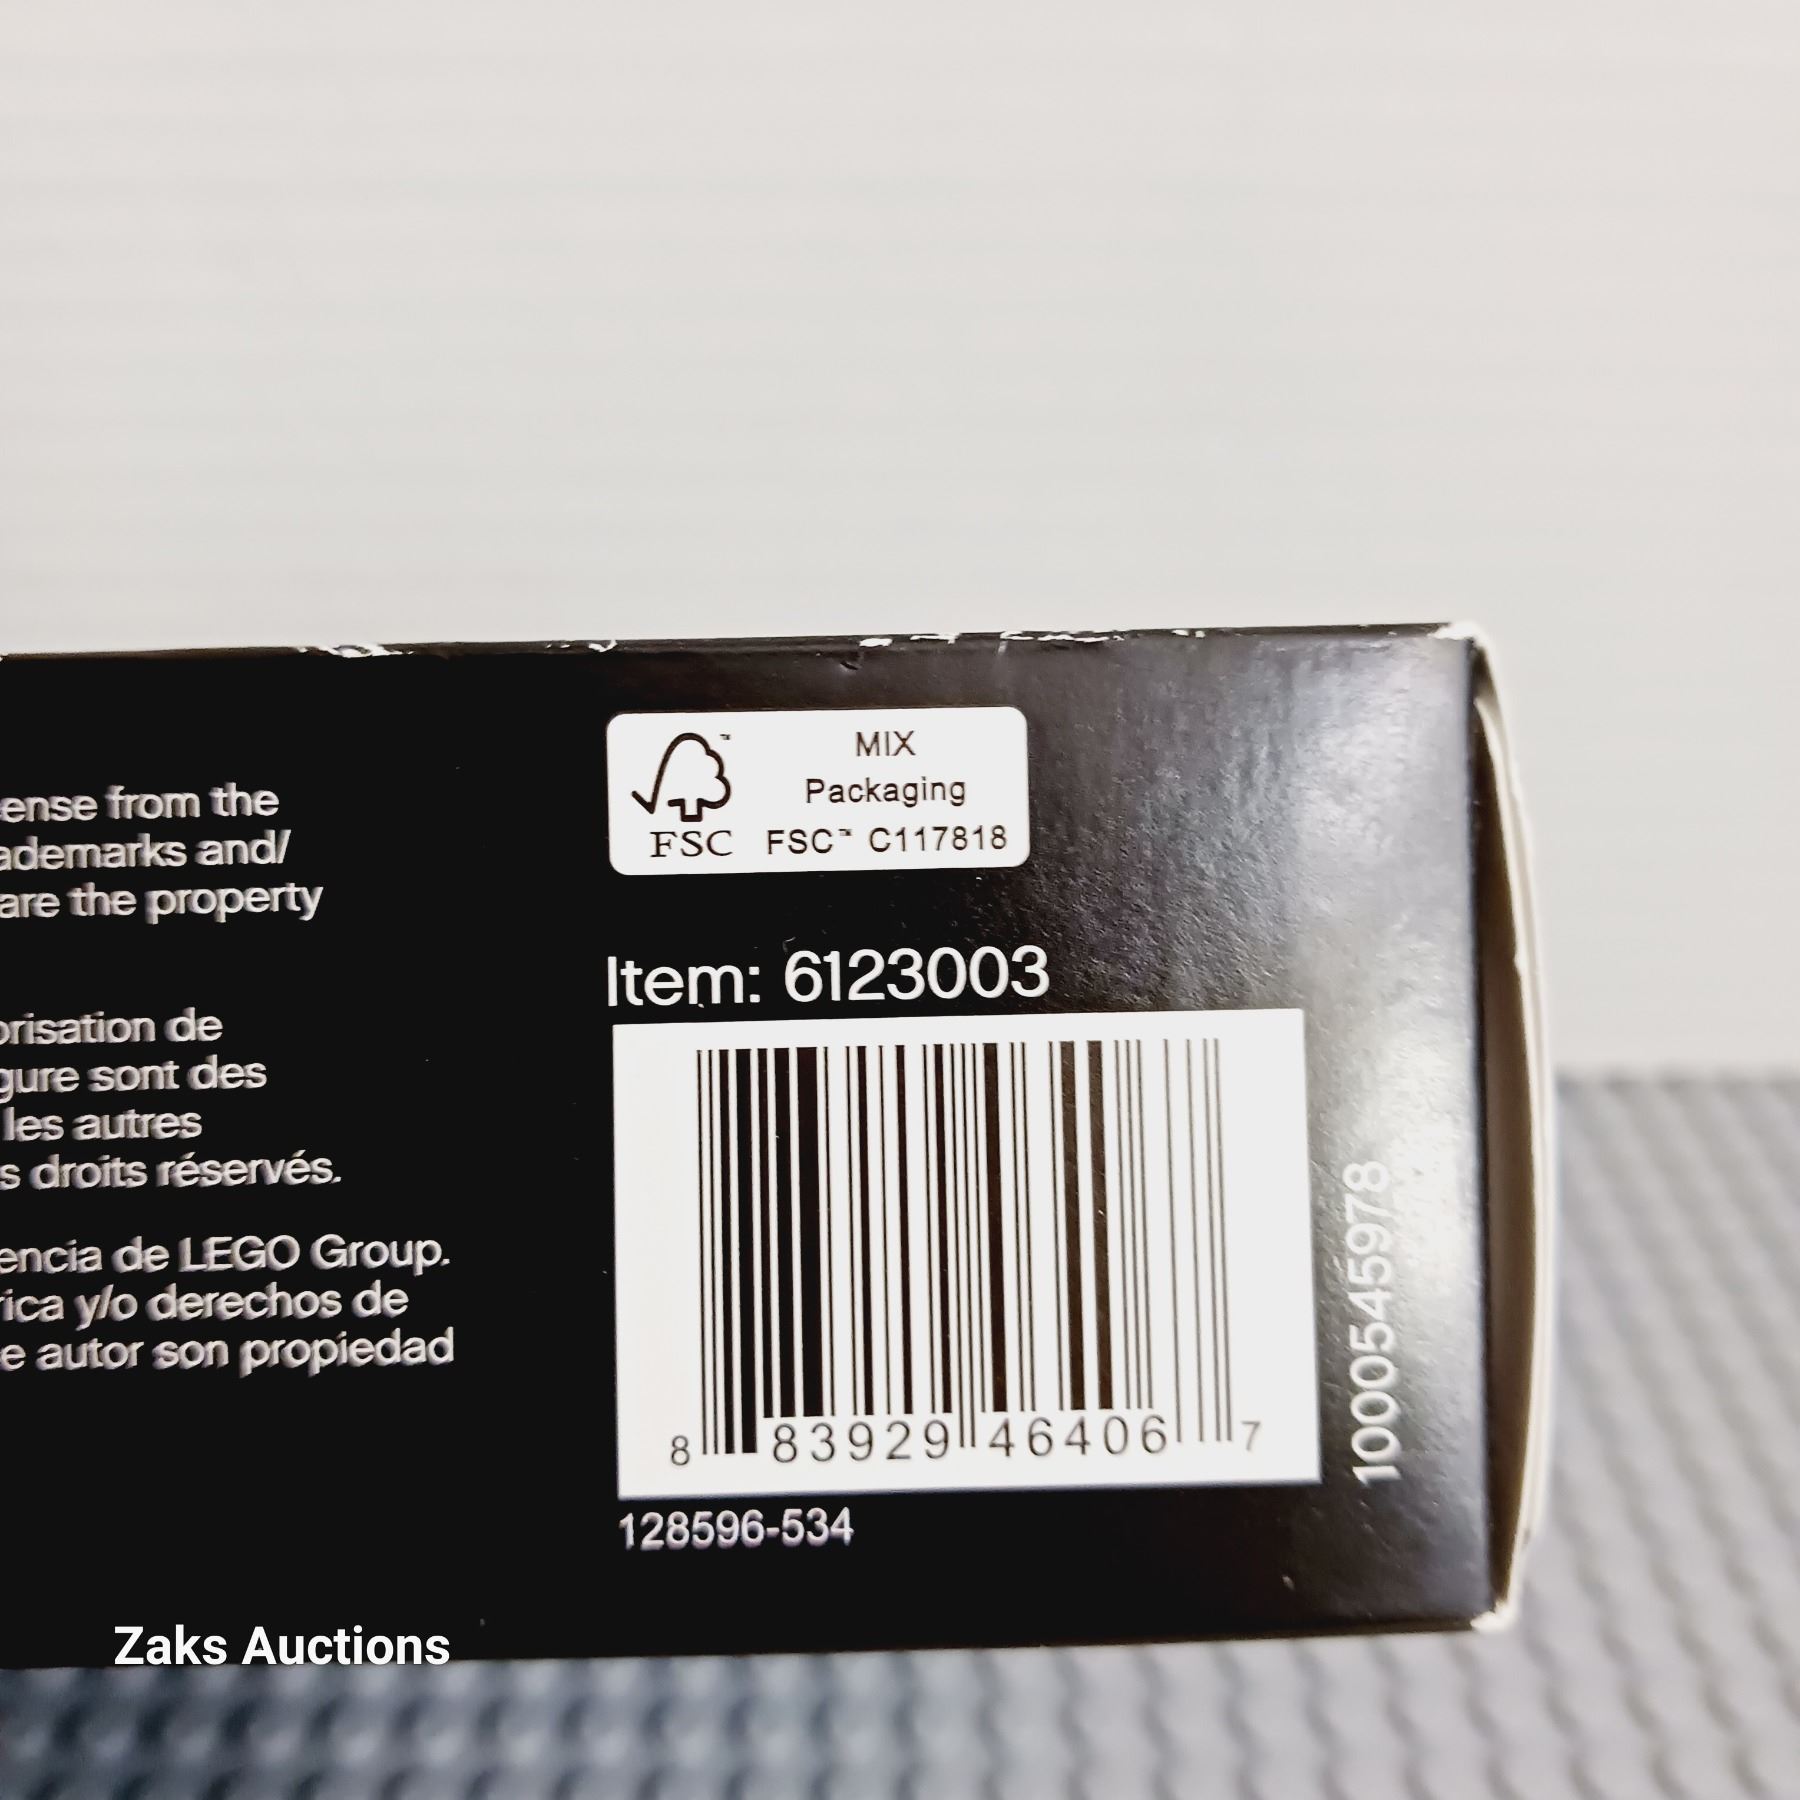 ense from the
ademarks and/
are the property
orisation de
gure sont des
les autres
s droits réservés.
encia de LEGO Group.
rica y/o derechos de
e autor son propiedad
™
FSC
MIX
Packaging
FSC™ C117818
Item: 6123003
8 83929 46406 7
128596-534
1000545978
Zaks Auctions